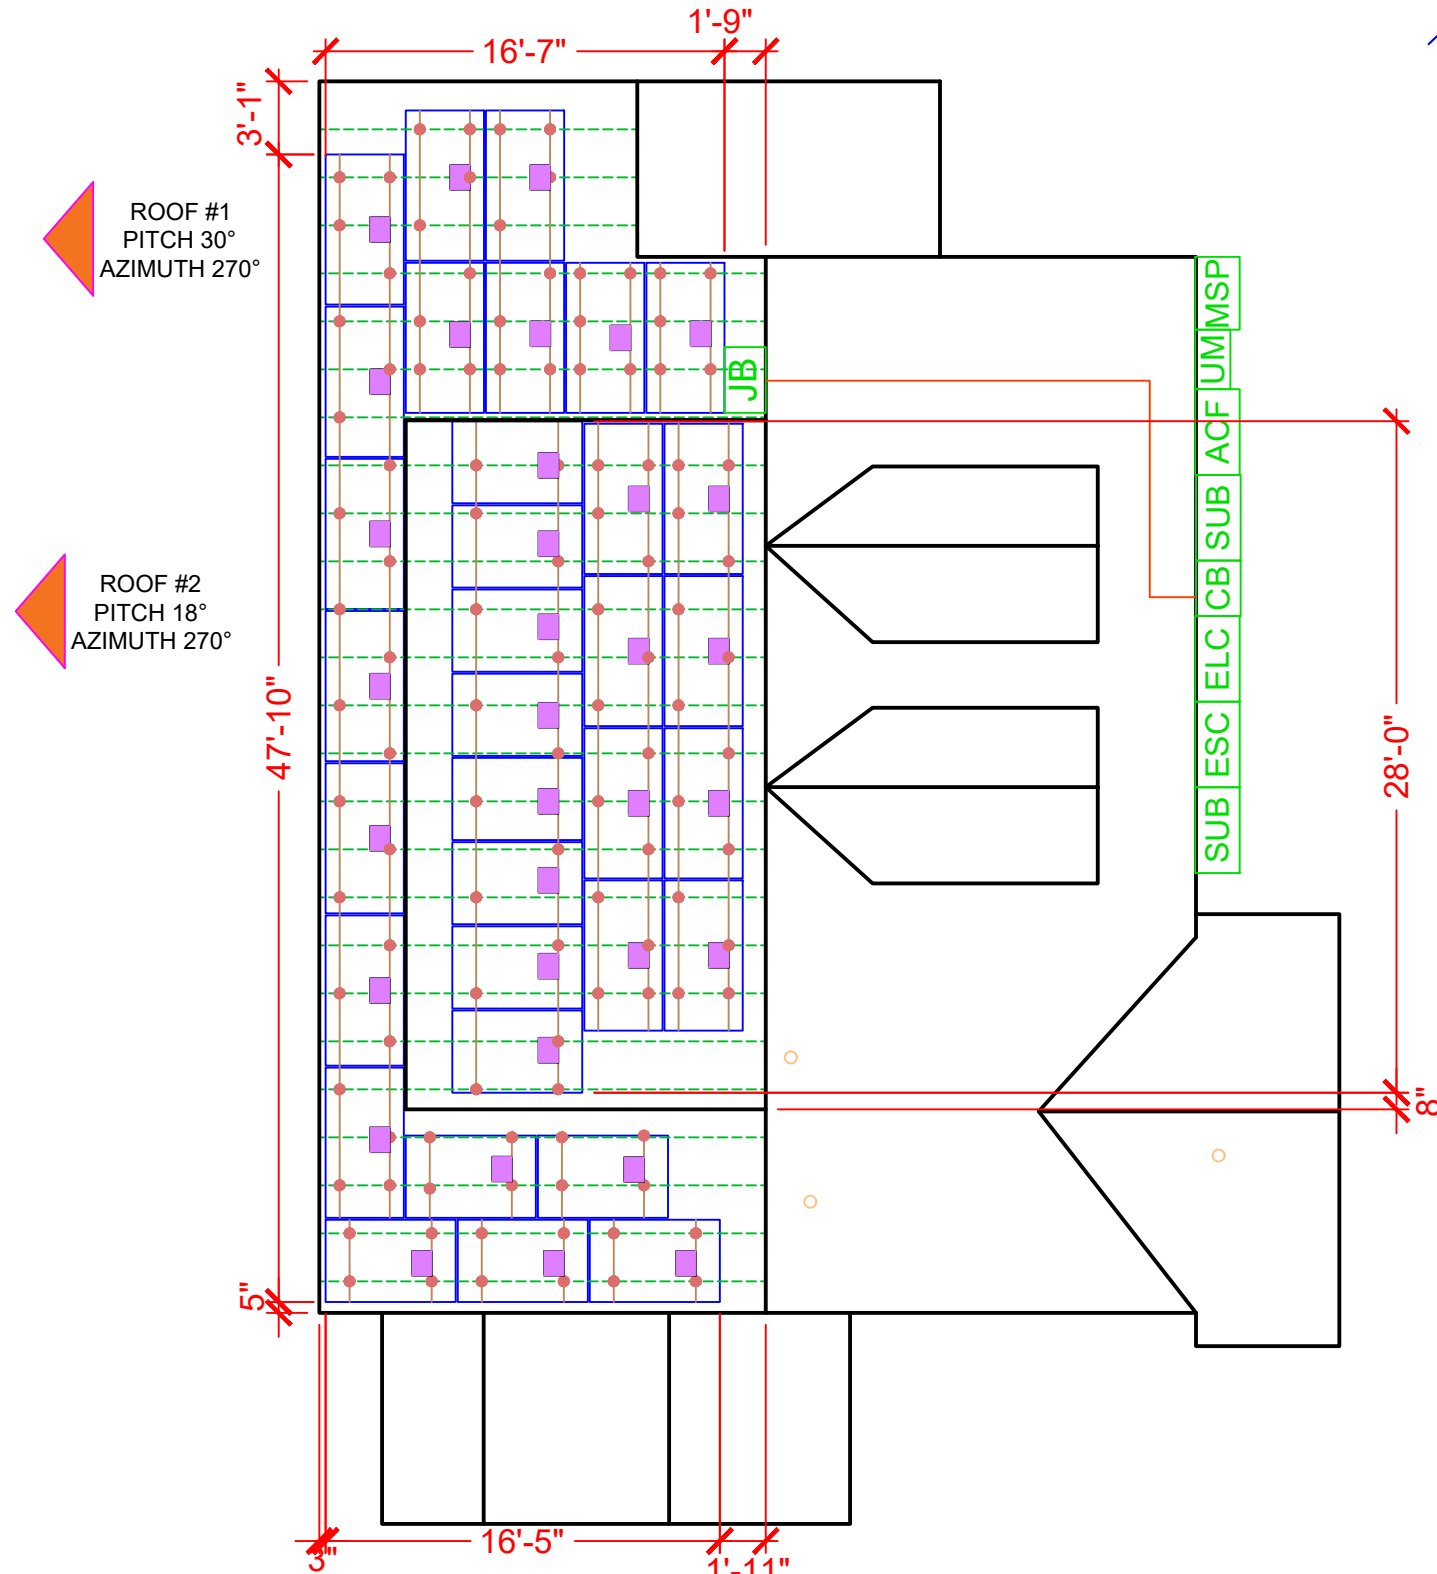 1'-9"
16'-7"
3'-1"
ROOF #1
PITCH 30°
AZIMUTH 270°
MSP
UM
JB
ACF
SUB
CB
ROOF #2
PITCH 18°
AZIMUTH 270°
ELC
47'-10"
ESC
28'-0"
SUB
8"
5"
16'-5"
3"
1'-11"